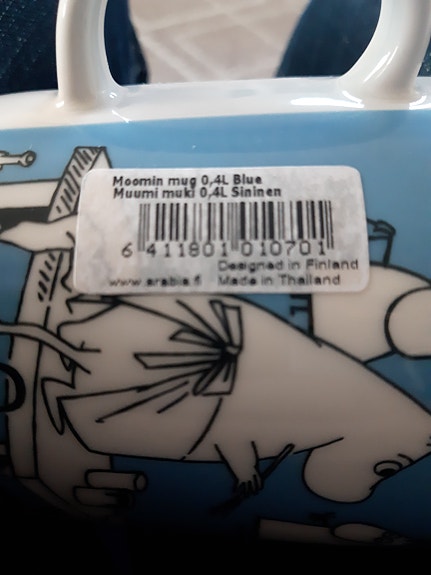 Moomin mug 0,4L Blue
Muumi muki 0,4L Sininen
6 411801 010701
Designed in Finland
www.arabia.fi Made in Thailand